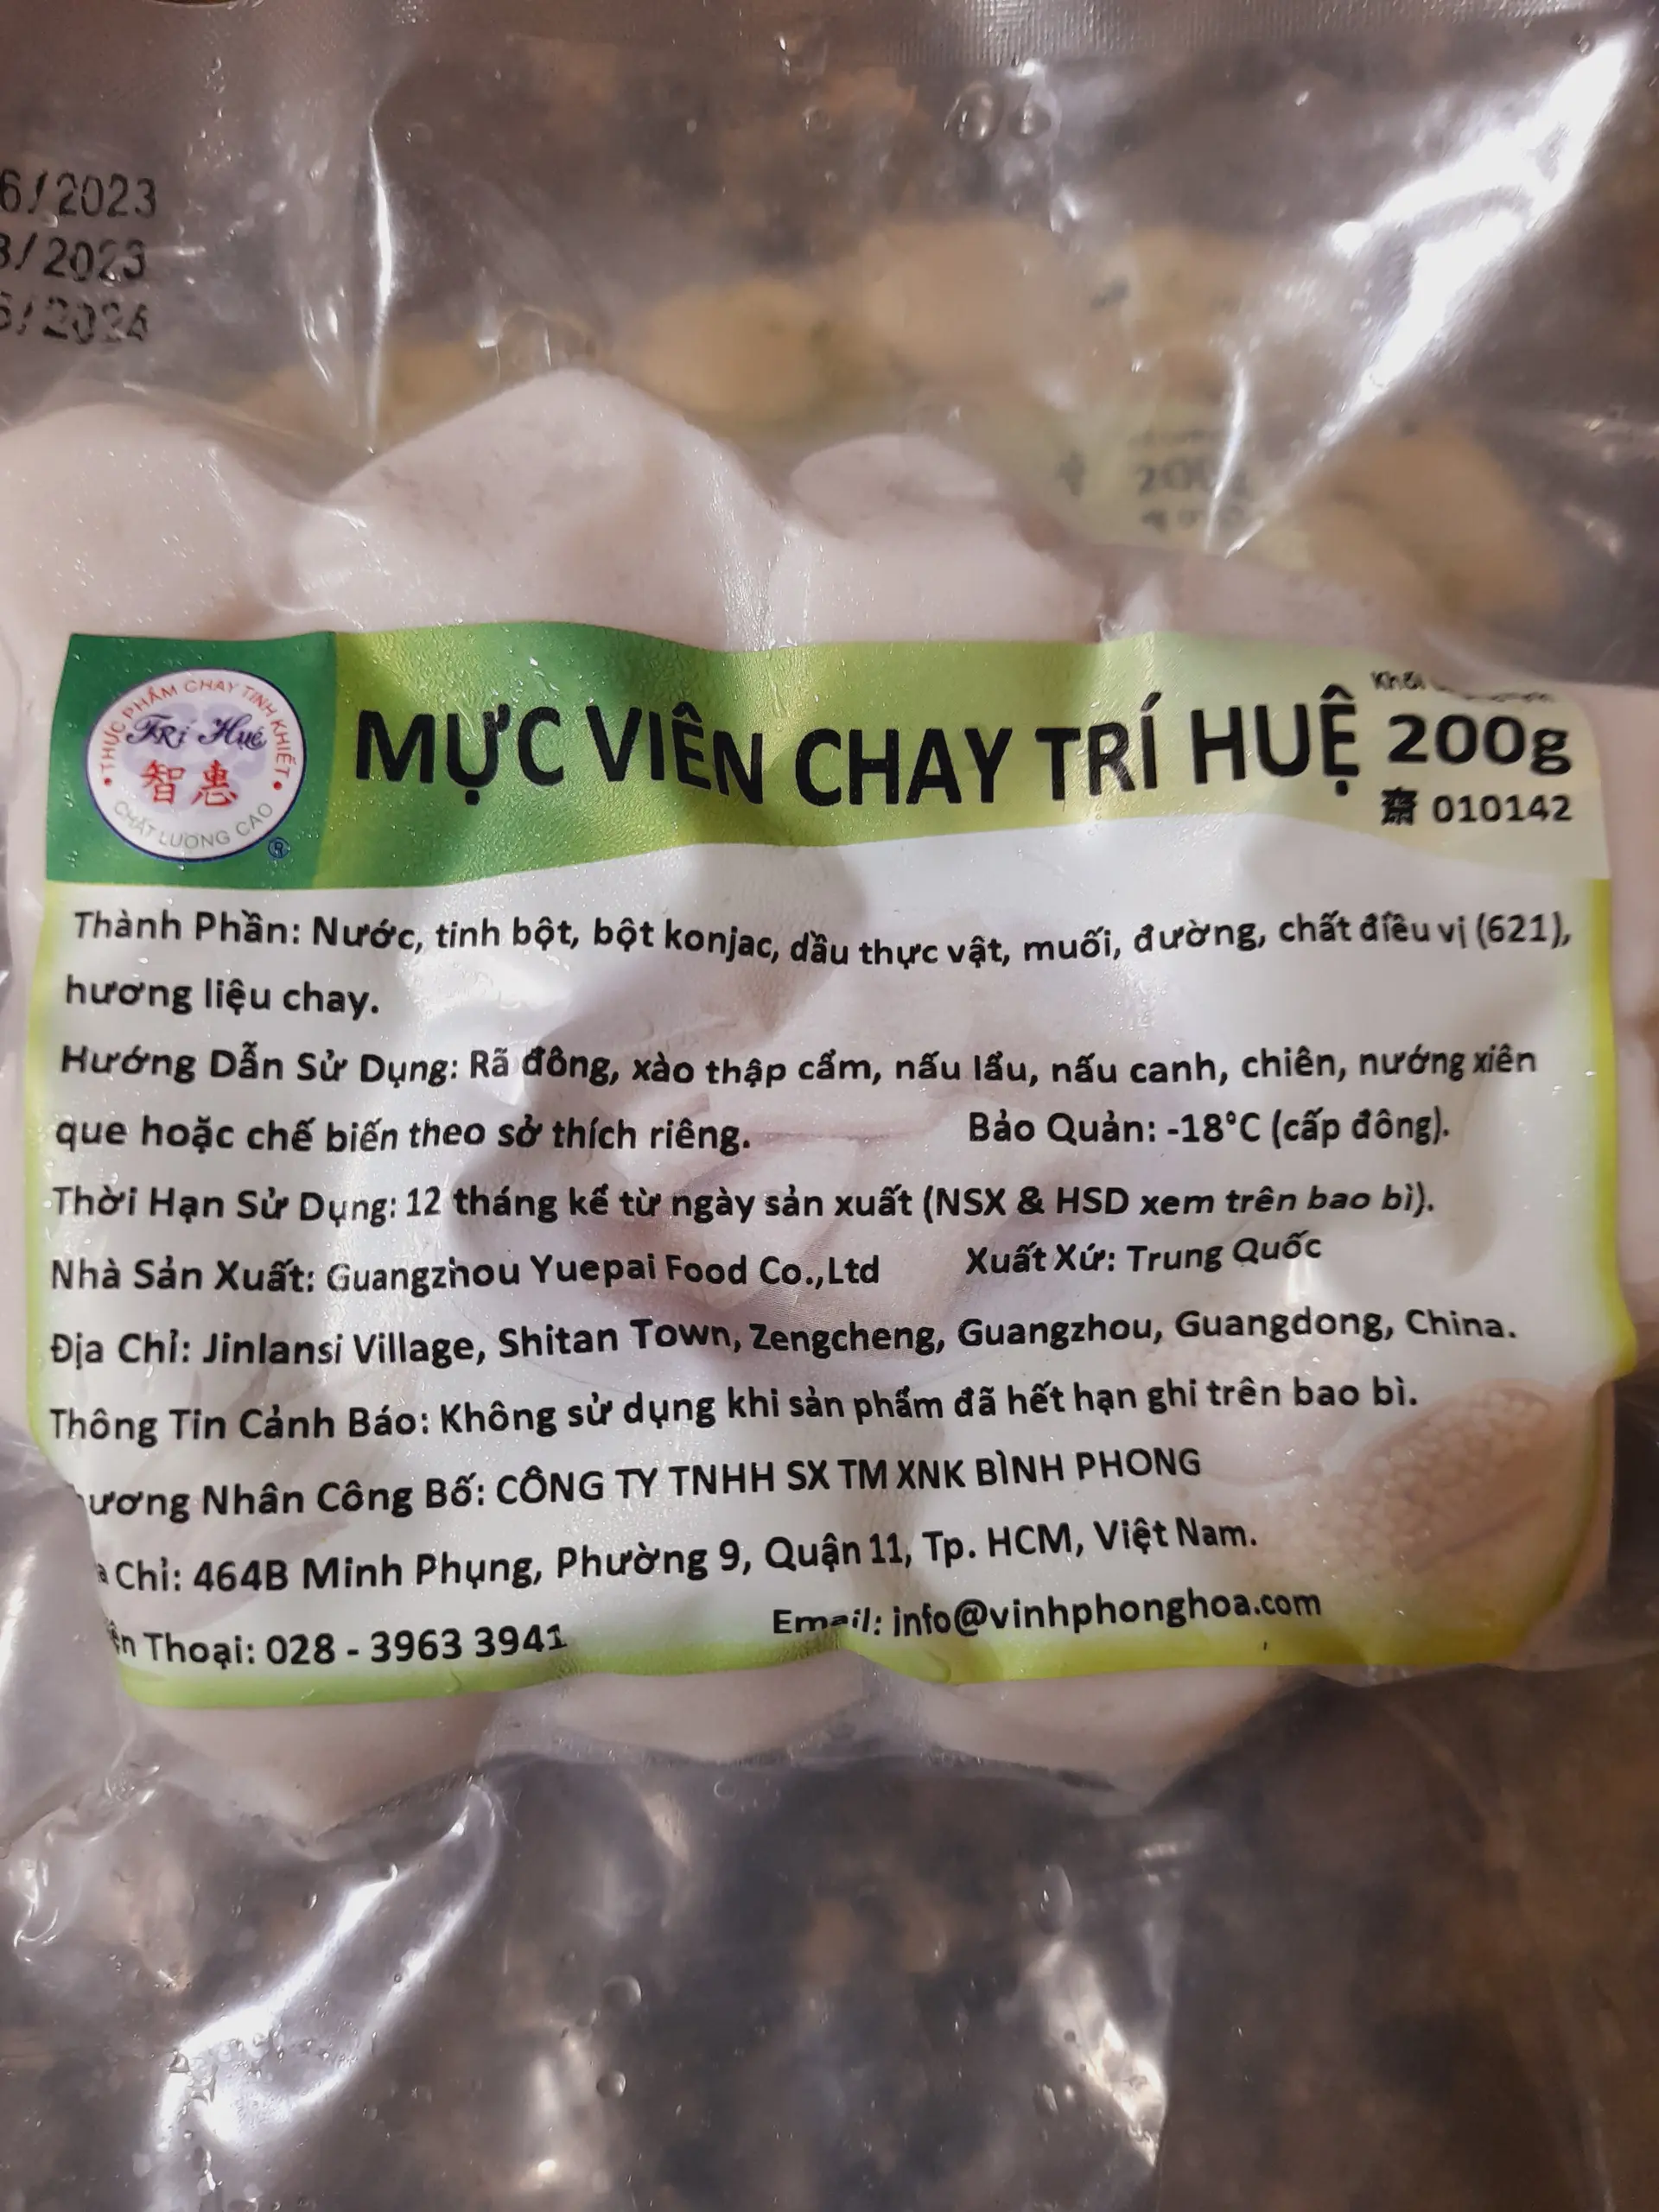 6/2023
3/2023
THỰC PHẨM CHAY TINH KHIẾT
Trí Huệ
智惠
CHẤT LƯỢNG CAO
®
MỰC VIÊN CHAY TRÍ HUỆ
200g
齋 010142
Thành Phần: Nước, tinh bột, bột konjac, dầu thực vật, muối, đường, chất điều vị (621),
hương liệu chay.
Hướng Dẫn Sử Dụng: Rã đông, xào thập cẩm, nấu lẩu, nấu canh, chiên, nướng xiên
que hoặc chế biến theo sở thích riêng. Bảo Quản: -18°C (cấp đông).
Thời Hạn Sử Dụng: 12 tháng kể từ ngày sản xuất (NSX & HSD xem trên bao bì).
Nhà Sản Xuất: Guangzhou Yuepai Food Co.,Ltd Xuất Xứ: Trung Quốc
Địa Chỉ: Jinlansi Village, Shitan Town, Zengcheng, Guangzhou, Guangdong, China.
Thông Tin Cảnh Báo: Không sử dụng khi sản phẩm đã hết hạn ghi trên bao bì.
ương Nhân Công Bố: CÔNG TY TNHH SX TM XNK BÌNH PHONG
Chỉ: 464B Minh Phụng, Phường 9, Quận 11, Tp. HCM, Việt Nam.
Thoại: 028 - 3963 3941 Email: info@vinhphonghoa.com